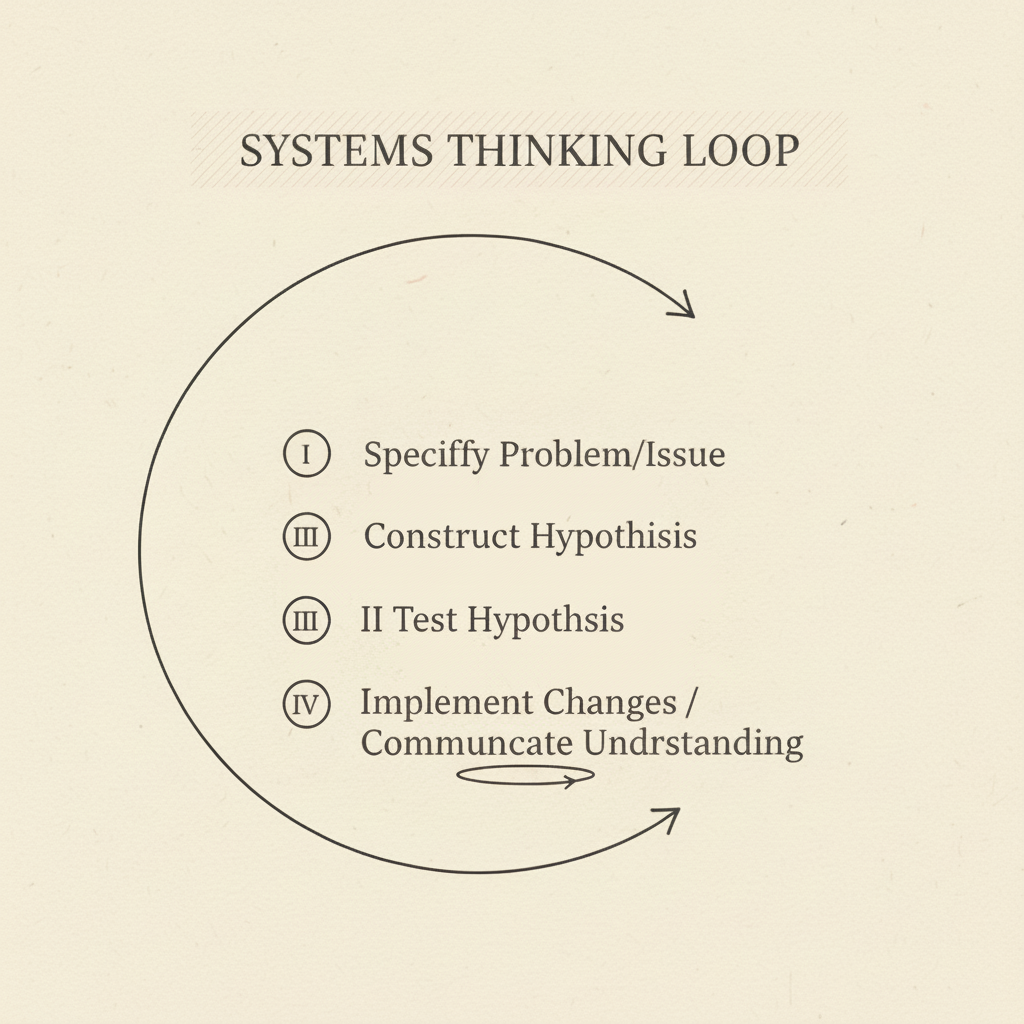 SYSTEMS THINKING LOOP
I Speciffy Problem/Issue
III Construct Hypothisis
III II Test Hypothsis
IV Implement Changes /
Communcate Undrstanding